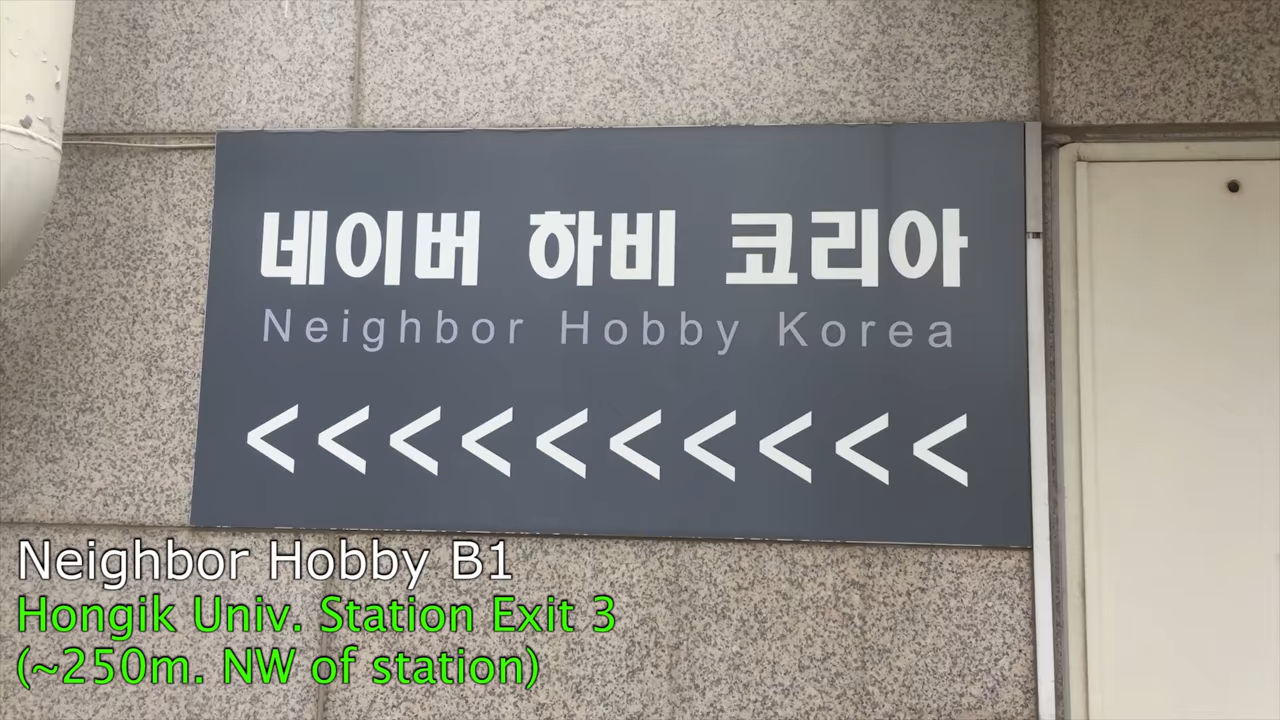 네이버 하비 코리아
Neighbor Hobby Korea
<<<<<<<<<<
Neighbor Hobby B1
Hongik Univ. Station Exit 3
(~250m. NW of station)